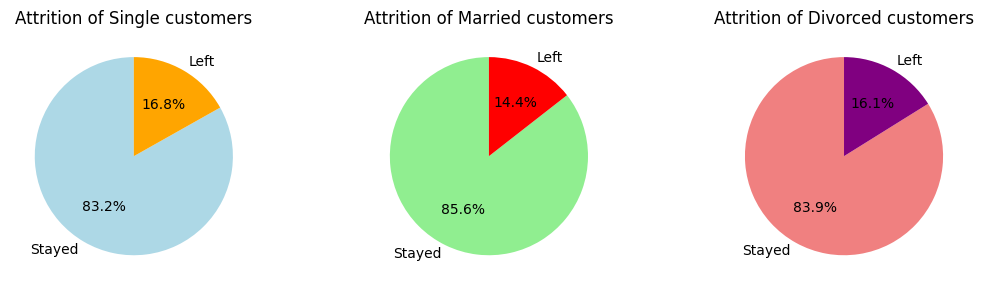 Attrition of Single customers
Left
16.8%
83.2%
Stayed
Attrition of Married customers
Left
14.4%
85.6%
Stayed
Attrition of Divorced customers
Left
16.1%
83.9%
Stayed